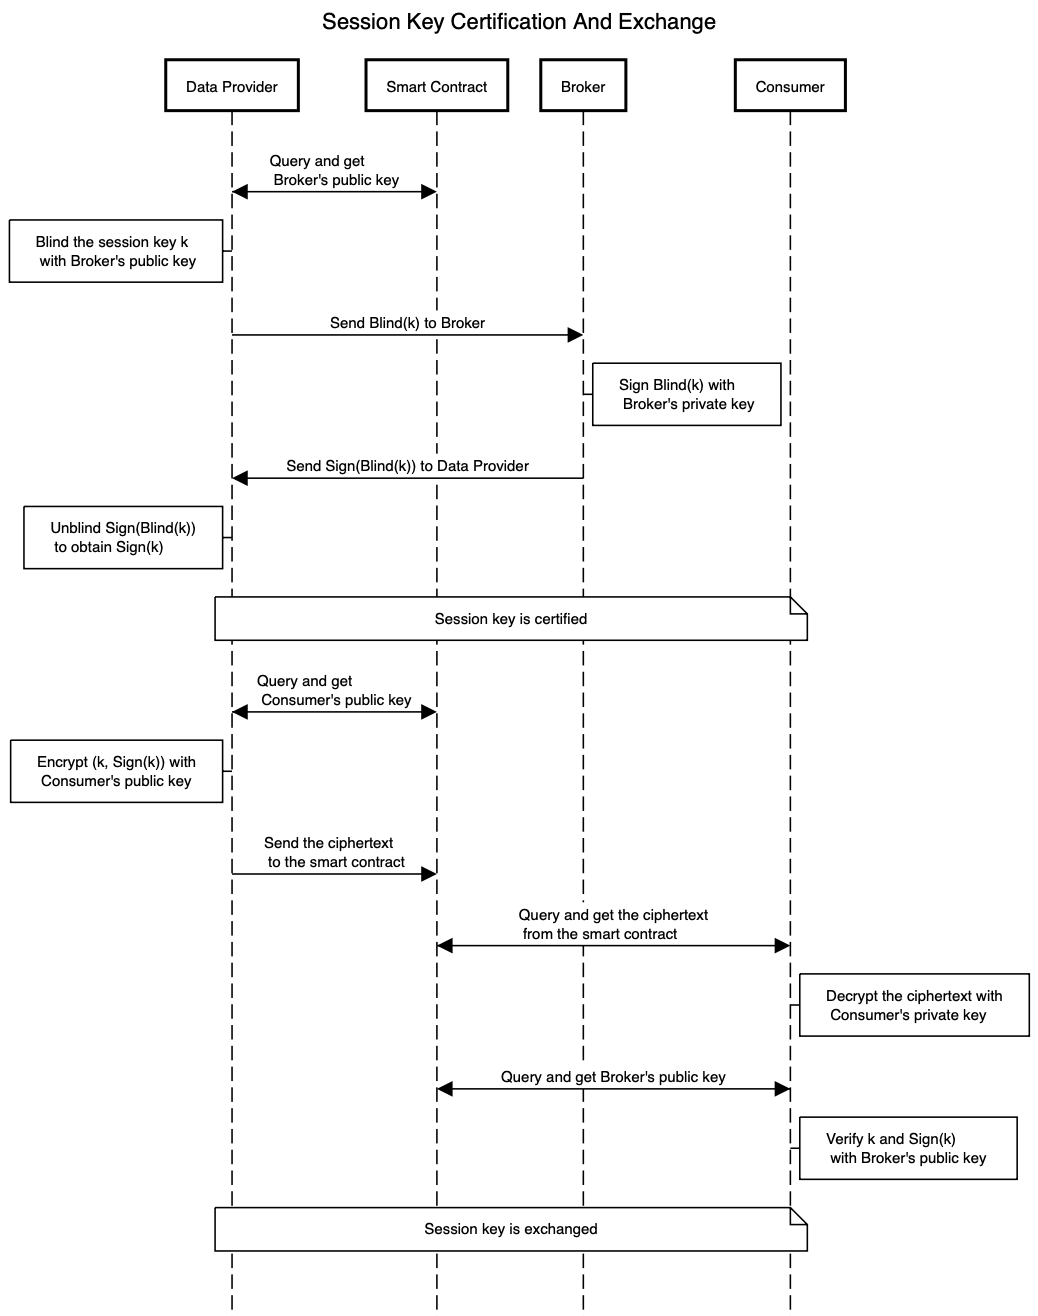 Session Key Certification And Exchange
Data Provider
Smart Contract
Broker
Consumer
Query and get
Broker's public key
Blind the session key k
with Broker's public key
Send Blind(k) to Broker
Sign Blind(k) with
Broker's private key
Send Sign(Blind(k)) to Data Provider
Unblind Sign(Blind(k))
to obtain Sign(k)
Session key is certified
Query and get
Consumer's public key
Encrypt (k, Sign(k)) with
Consumer's public key
Send the ciphertext
to the smart contract
Query and get the ciphertext
from the smart contract
Decrypt the ciphertext with
Consumer's private key
Query and get Broker's public key
Verify k and Sign(k)
with Broker's public key
Session key is exchanged